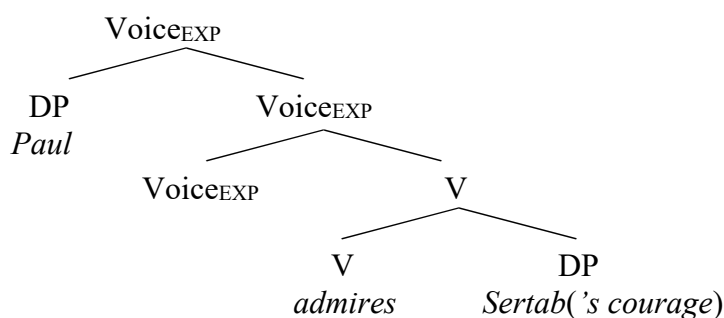 VoiceEXP
DP VoiceEXP
Paul
VoiceEXP V
V DP
admires Sertab('s courage)